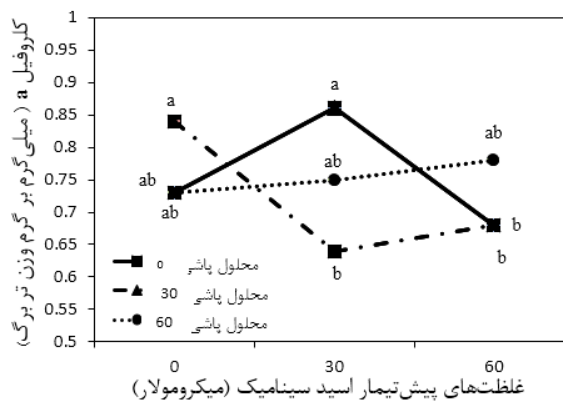 کلروفیل a ( میلی‌گرم بر گرم وزن تر برگ)
1
0.95
0.9
0.85
0.8
0.75
0.7
0.65
0.6
0.55
0.5
a
a
ab
ab
ab
ab
ab
b
b
b
محلول پاشی 0
محلول پاشی 30
محلول پاشی 60
0 30 60
غلظت‌های پیش‌تیمار اسید سینامیک (میکرومولار)